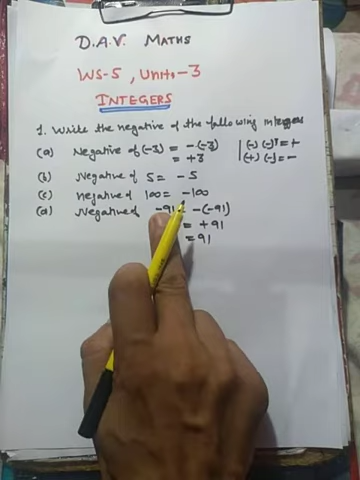 D.A.V. MATHS
WS-5, Unit-3
INTEGERS
1. Write the negative of the following integers
(a) Negative of (-3) = -(-3) | (-) (-) = +
= +3 | (+) (-) = -
(b) Negative of 5 = -5
(c) Negative of 100 = -100
(d) Negative of -91 = -(-91)
= +91
= 91